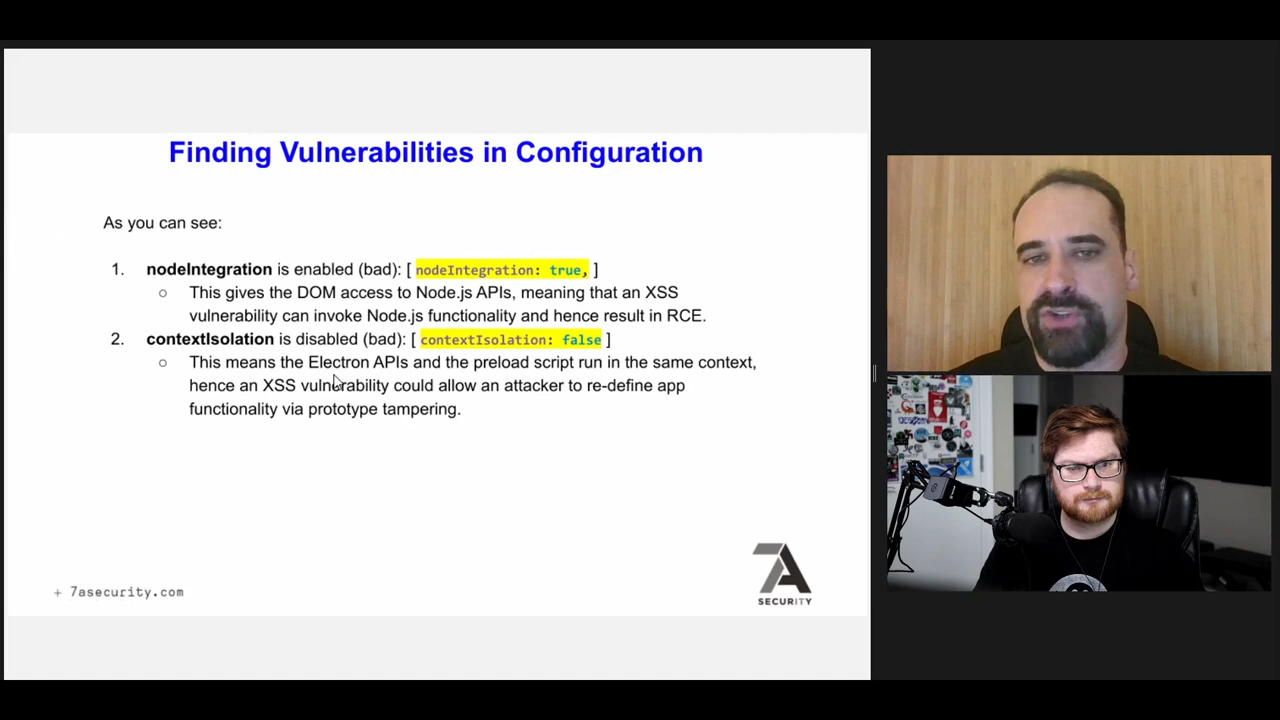 Finding Vulnerabilities in Configuration
As you can see:
1. nodeIntegration is enabled (bad): [ nodeIntegration: true, ]
○ This gives the DOM access to Node.js APIs, meaning that an XSS
vulnerability can invoke Node.js functionality and hence result in RCE.
2. contextIsolation is disabled (bad): [ contextIsolation: false ]
○ This means the Electron APIs and the preload script run in the same context,
hence an XSS vulnerability could allow an attacker to re-define app
functionality via prototype tampering.
+ 7asecurity.com
7A
SECURITY